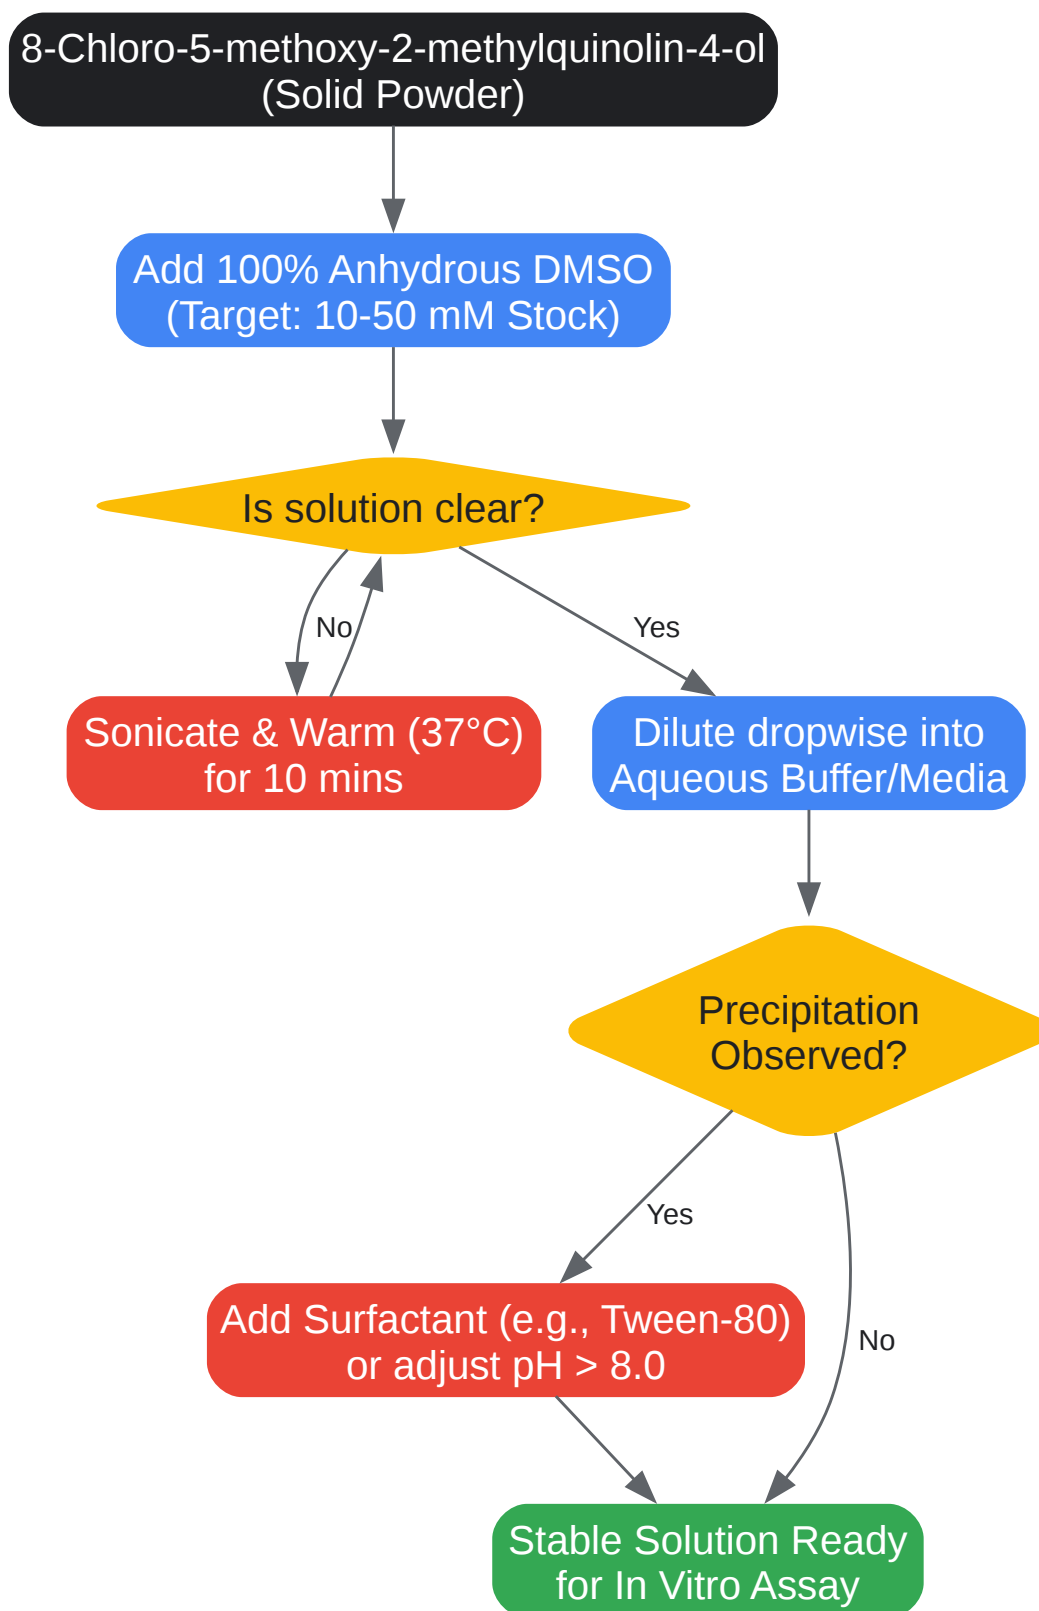 8-Chloro-5-methoxy-2-methylquinolin-4-ol
(Solid Powder)
Add 100% Anhydrous DMSO
(Target: 10-50 mM Stock)
Is solution clear?
No
Yes
Sonicate & Warm (37°C)
for 10 mins
Dilute dropwise into
Aqueous Buffer/Media
Precipitation
Observed?
Yes
No
Add Surfactant (e.g., Tween-80)
or adjust pH > 8.0
Stable Solution Ready
for In Vitro Assay